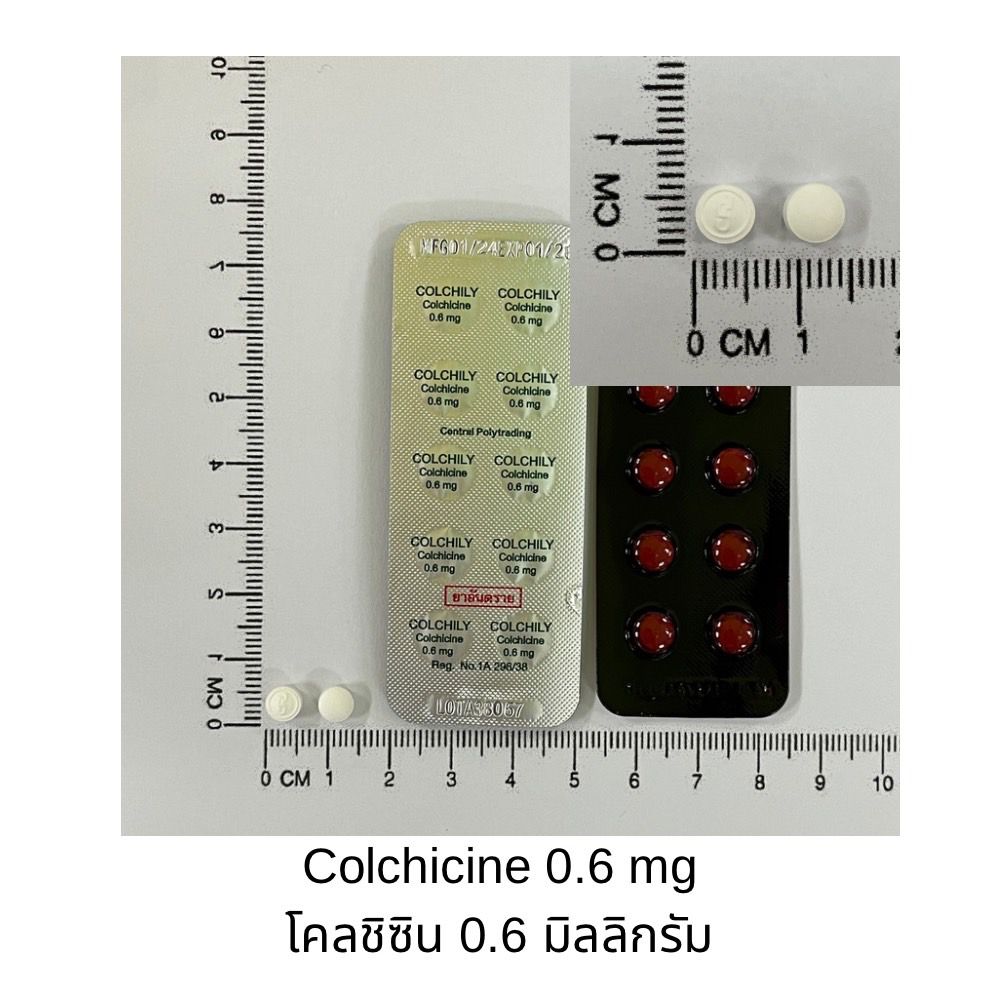 MFG01/24EXP01/2
COLCHILY COLCHILY
Colchicine Colchicine
0.6 mg 0.6 mg
COLCHILY COLCHILY
Colchicine Colchicine
0.6 mg 0.6 mg
Central Polytrading
COLCHILY COLCHILY
Colchicine Colchicine
0.6 mg 0.6 mg
COLCHILY COLCHILY
Colchicine Colchicine
0.6 mg 0.6 mg
ยาอันตราย
COLCHILY COLCHILY
Colchicine Colchicine
0.6 mg 0.6 mg
Reg. No.1A 296/38
10
9
8
7
6
5
4
3
2
1
0 CM
0 CM 1 2 3 4 5 6 7 8 9 10
1
0 CM
0 CM 1
Colchicine 0.6 mg
โคลชิซิน 0.6 มิลลิกรัม